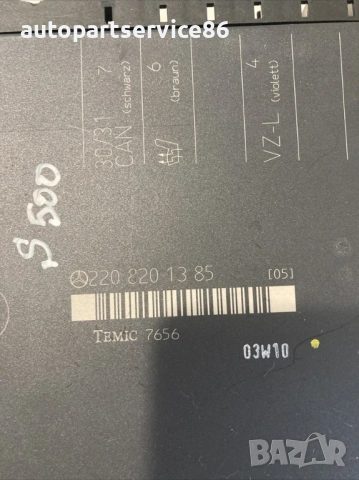 autopartservice86
30/31 7
CAN (schwarz)
6
(braun)
4
VZ-L (violett)
S 500
220 820 13 85 [05]
TEMIC 7656
03W10
BAZAR